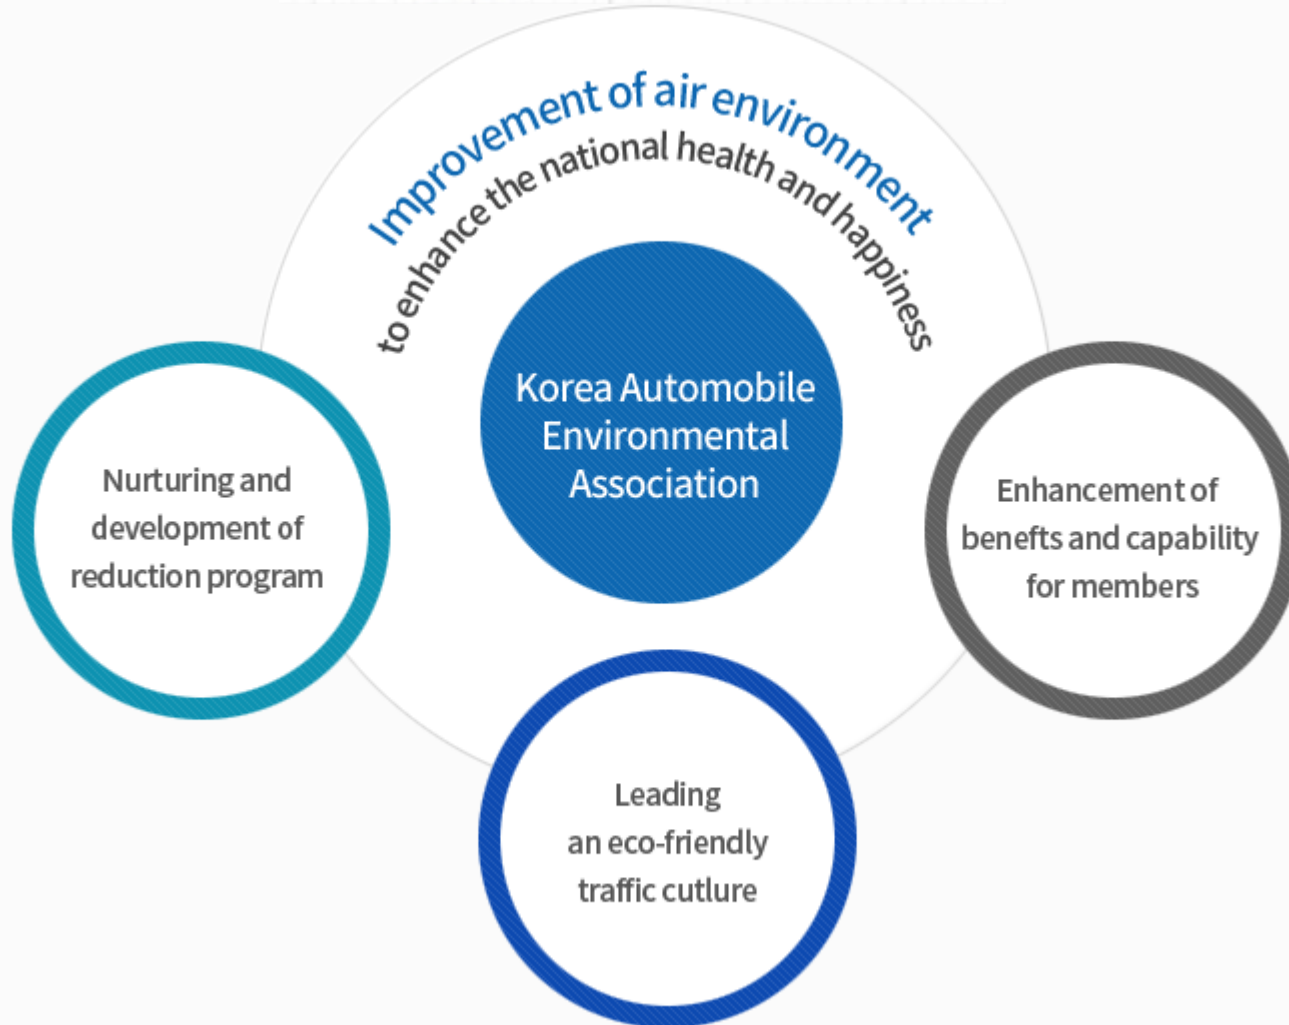 Improvement of air environment
to enhance the national health and happiness
Korea Automobile
Environmental
Association
Nurturing and
development of
reduction program
Enhancement of
benefts and capability
for members
Leading
an eco-friendly
traffic cutlure